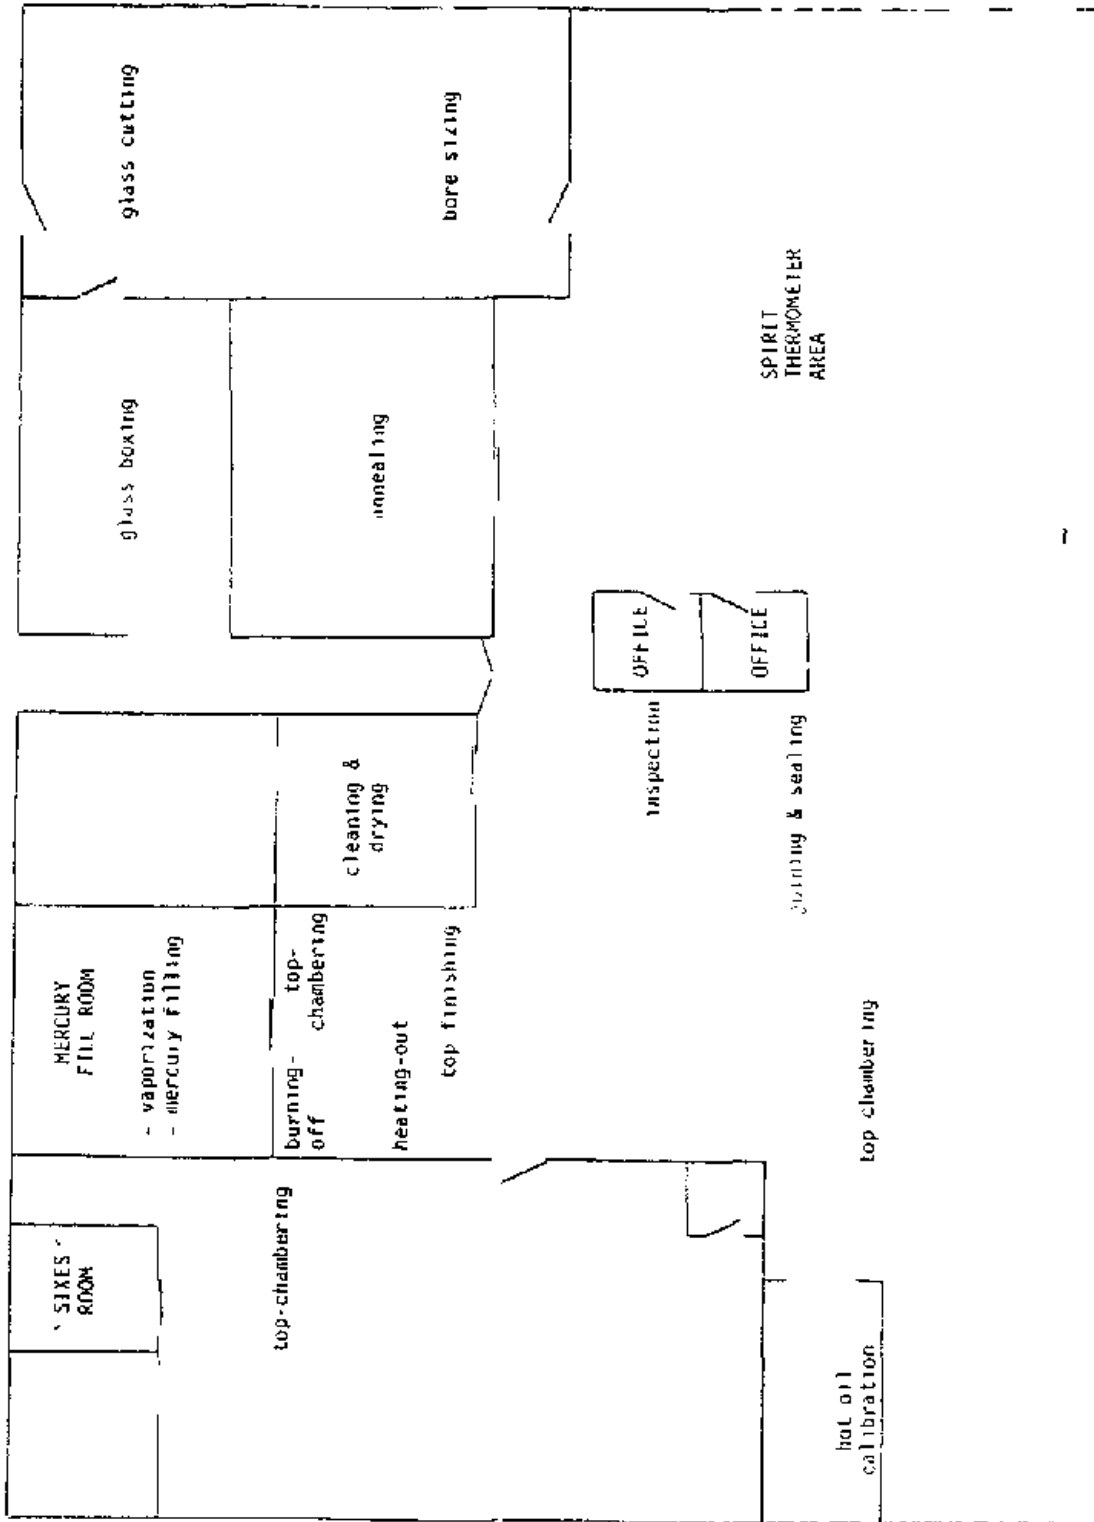 ' SIXES '
ROOM
MERCURY
FILL ROOM
- vaporization
- mercury filling
glass boxing
glass cutting
top-chambering
burning-
off
top-
chambering
heating-out
top finishing
cleaning &
drying
annealing
bore sizing
inspection
OFFICE
OFFICE
& sealing
SPIRIT
THERMOMETER
AREA
hot oil
calibration
top chambering